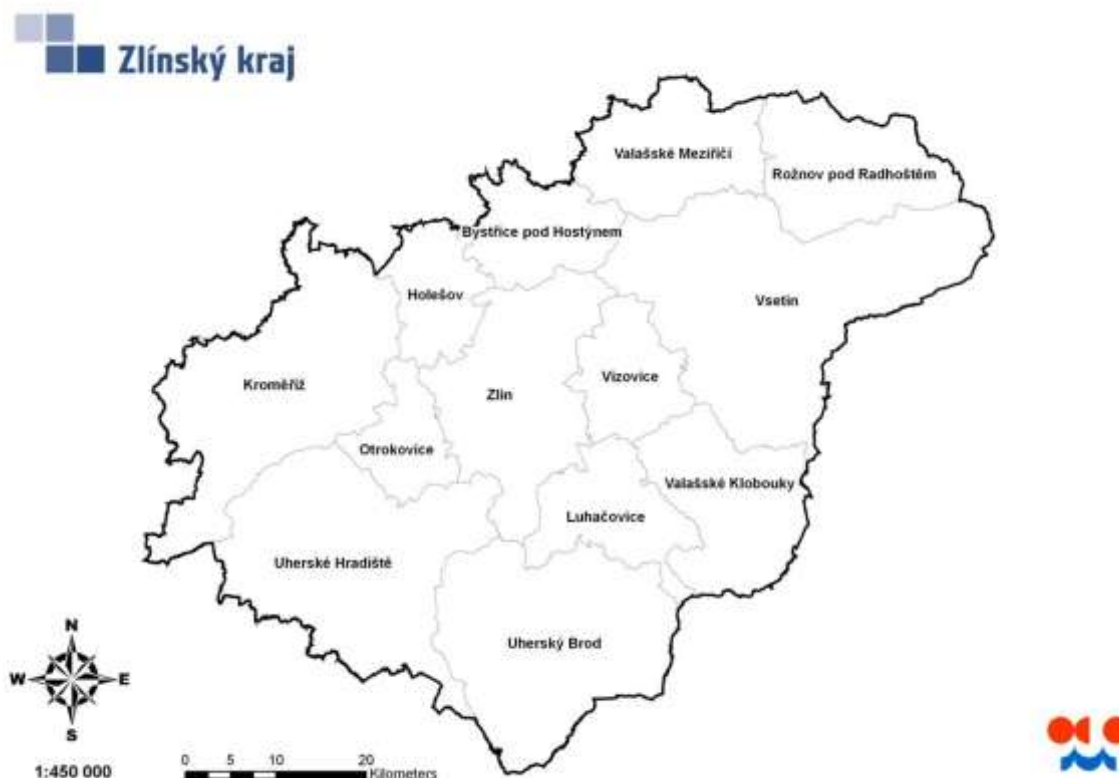 Zlínský kraj
Valašské Meziříčí
Rožnov pod Radhoštěm
Bystřice pod Hostýnem
Holešov
Vsetín
Kroměříž
Vizovice
Zlín
Otrokovice
Valašské Klobouky
Luhačovice
Uherské Hradiště
Uherský Brod
N
W E
S
1:450 000
0 5 10 20
Kilometers